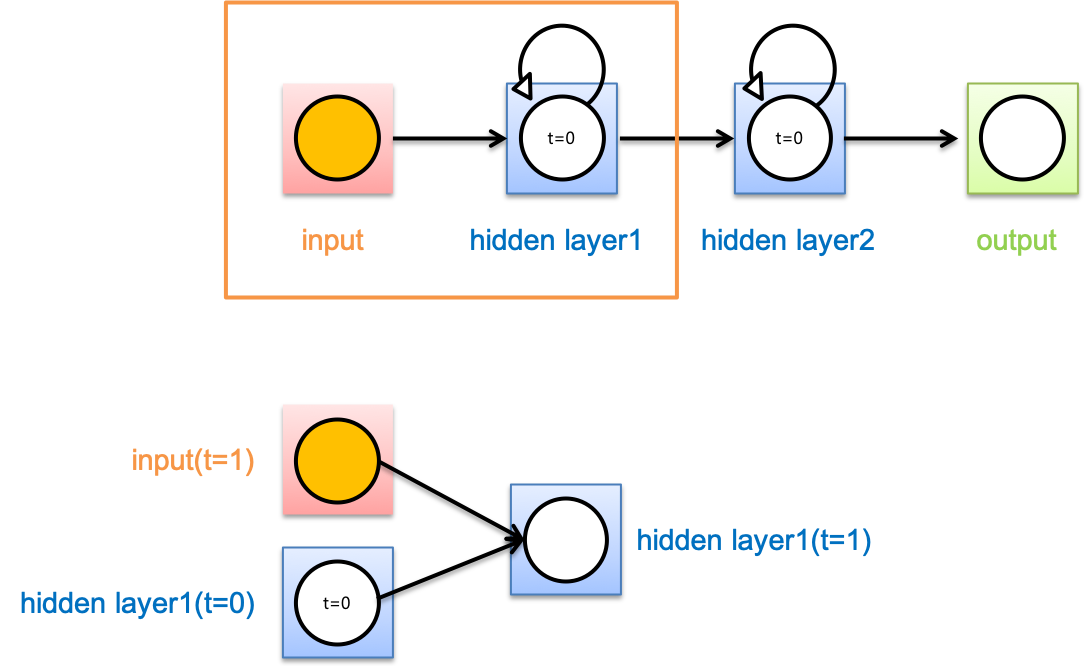 t=0
t=0
input
hidden layer1
hidden layer2
output
input(t=1)
hidden layer1(t=1)
hidden layer1(t=0)
t=0